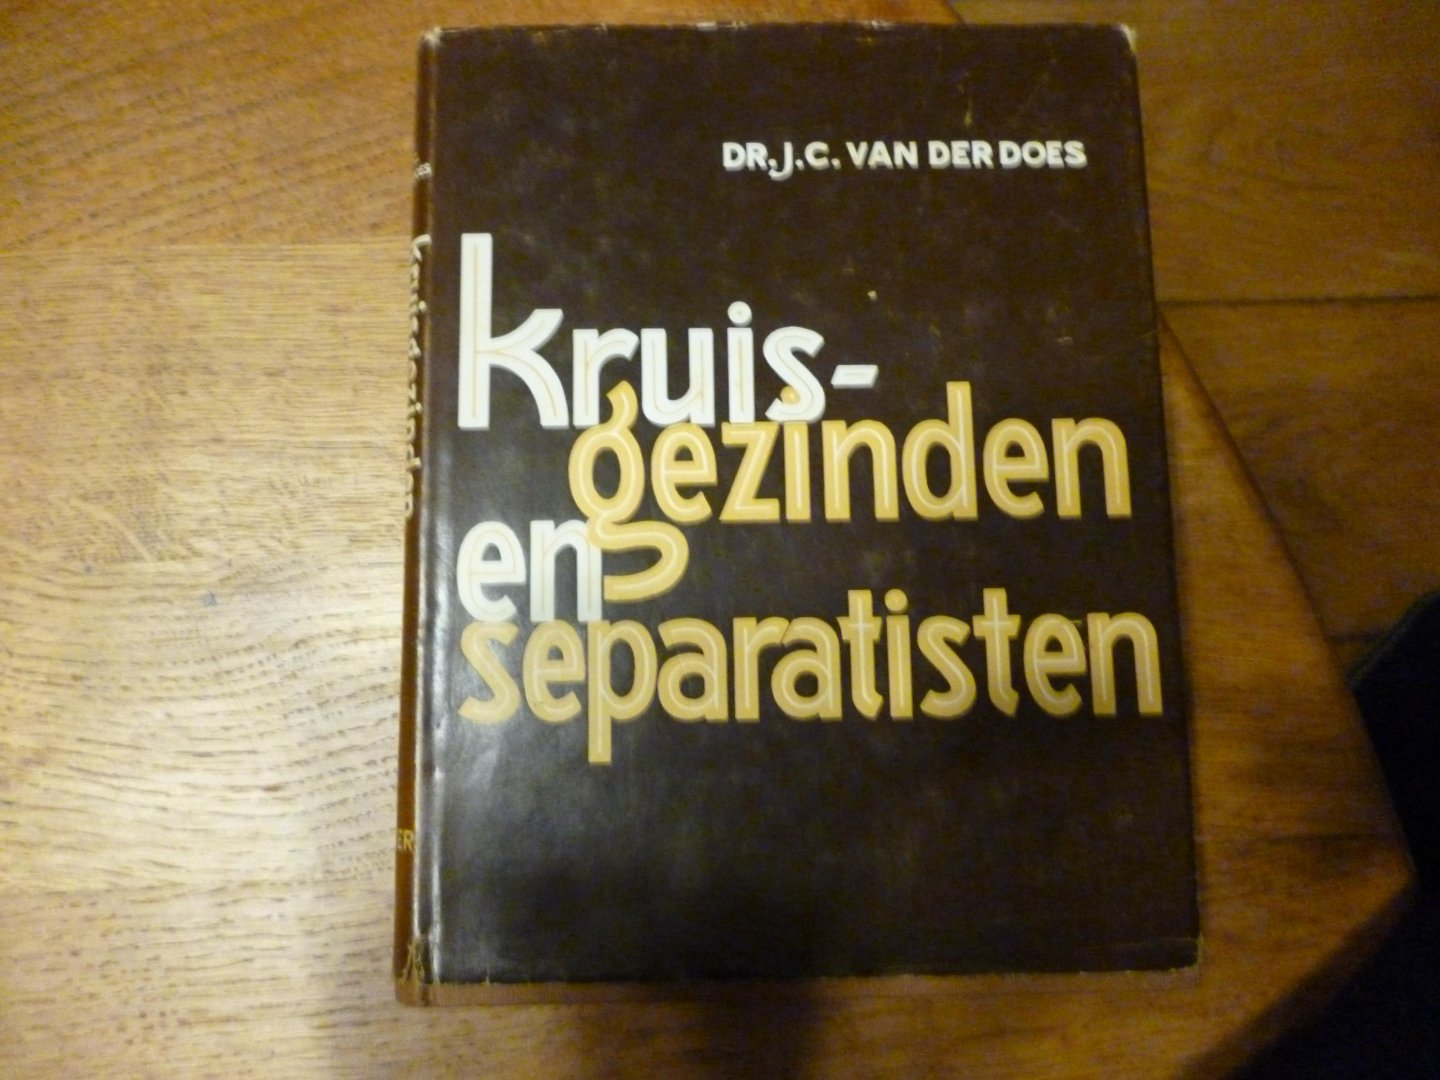 DR. J. C. VAN DER DOES
kruis-
gezinden
en
separatisten